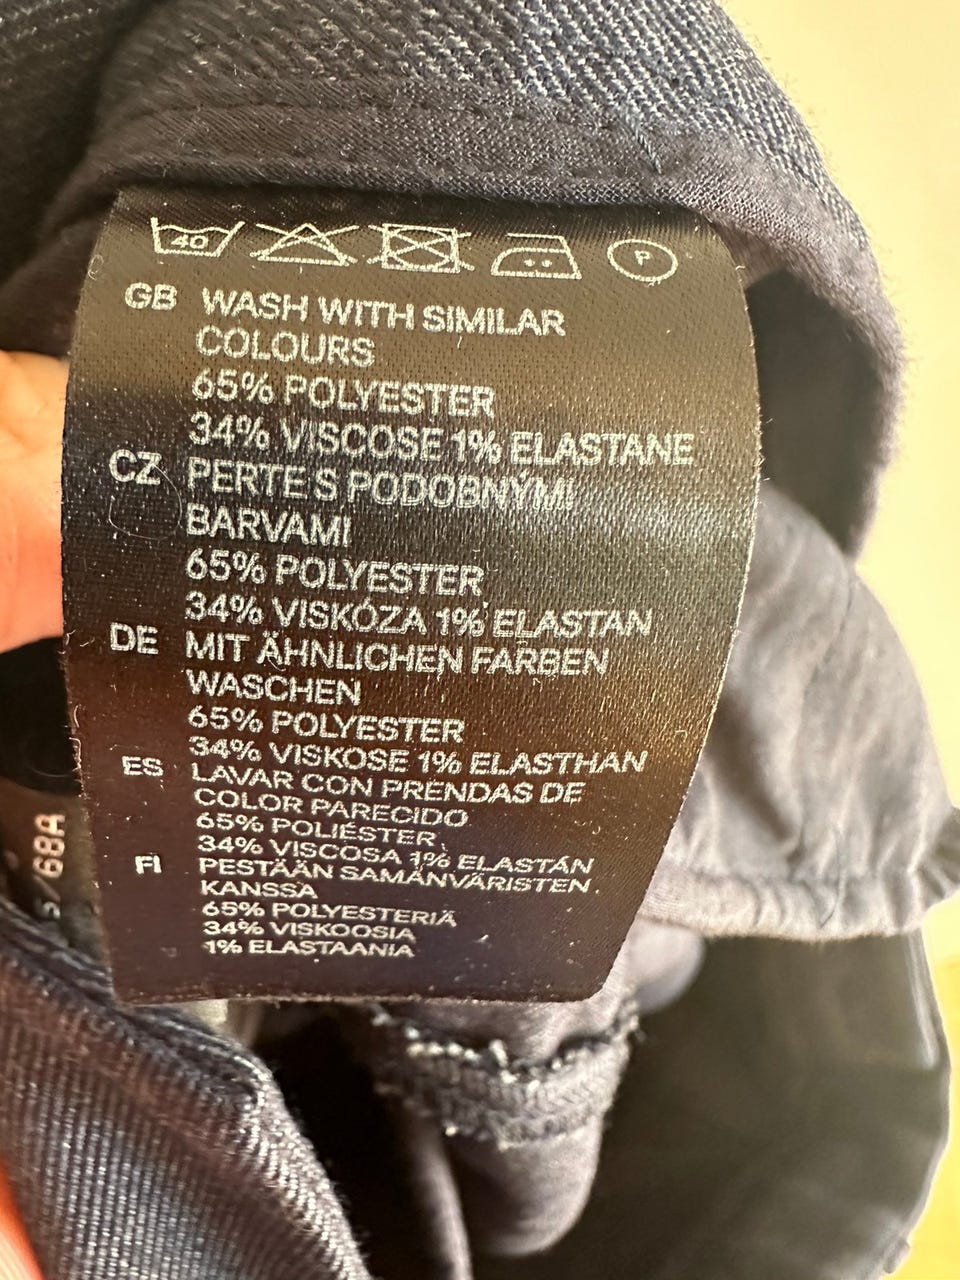 40
P
GB WASH WITH SIMILAR
COLOURS
65% POLYESTER
34% VISCOSE 1% ELASTANE
CZ PERTE S PODOBNÝMI
BARVAMI
65% POLYESTER
34% VISKÓZA 1% ELASTAN
DE MIT ÄHNLICHEN FARBEN
WASCHEN
65% POLYESTER
34% VISKOSE 1% ELASTHAN
ES LAVAR CON PRENDAS DE
COLOR PARECIDO
65% POLIÉSTER
34% VISCOSA 1% ELASTÁN
FI PESTÄÄN SAMANVÄRISTEN
KANSSA
65% POLYESTERIÄ
34% VISKOOSIA
1% ELASTAANIA
/68A